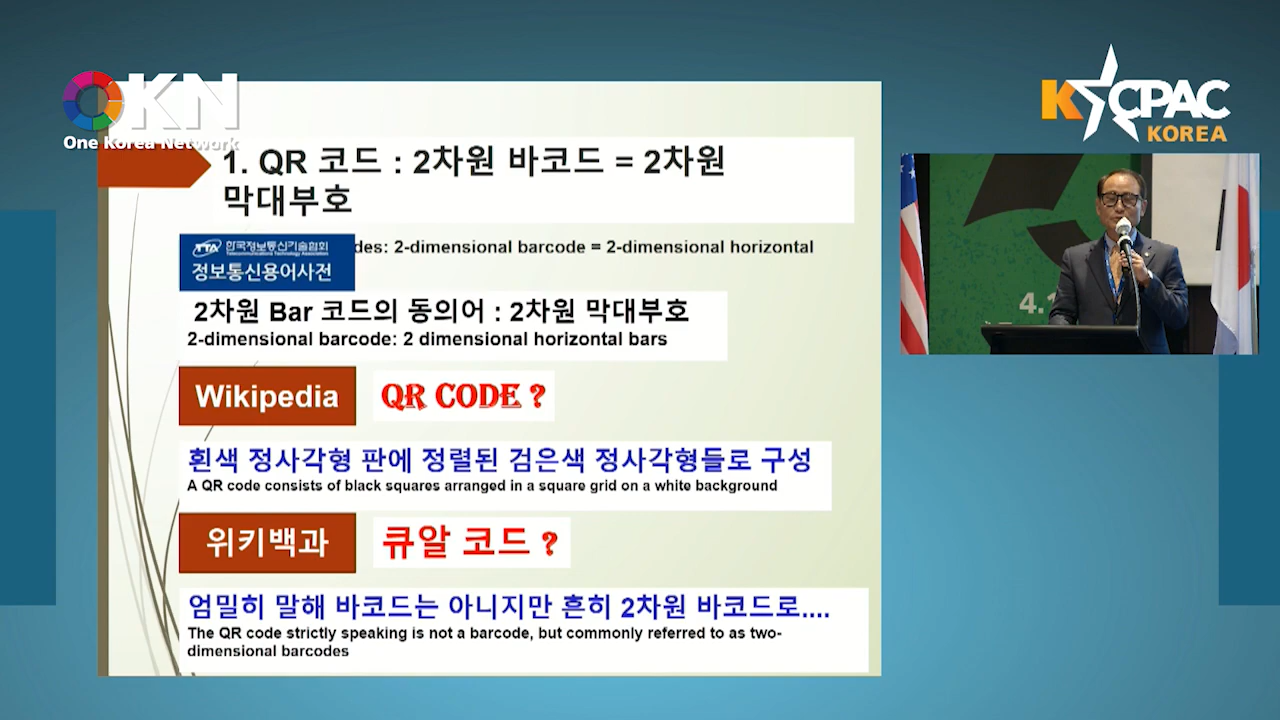 OKN
One Korea Network
K CPAC
KOREA
1. QR 코드 : 2차원 바코드 = 2차원
막대부호
des: 2-dimensional barcode = 2-dimensional horizontal
TTA 한국정보통신기술협회
Telecommunications Technology Association
정보통신용어사전
2차원 Bar 코드의 동의어 : 2차원 막대부호
2-dimensional barcode: 2 dimensional horizontal bars
Wikipedia
QR CODE ?
흰색 정사각형 판에 정렬된 검은색 정사각형들로 구성
A QR code consists of black squares arranged in a square grid on a white background
위키백과
큐알 코드 ?
엄밀히 말해 바코드는 아니지만 흔히 2차원 바코드로....
The QR code strictly speaking is not a barcode, but commonly referred to as two-
dimensional barcodes